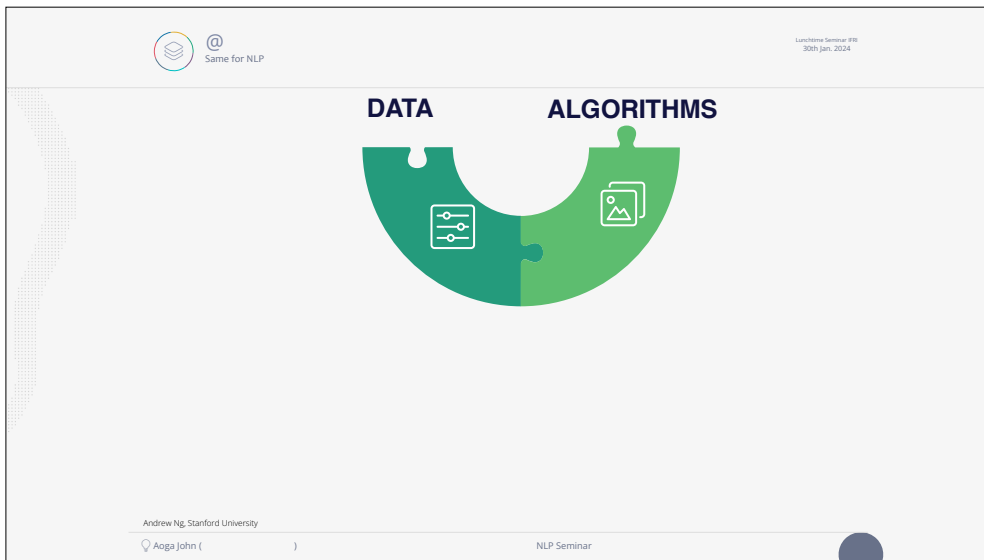 @
Same for NLP
Lunchtime Seminar IFRI
30th Jan. 2024
DATA
ALGORITHMS
Andrew Ng, Stanford University
Aoga John ( )
NLP Seminar